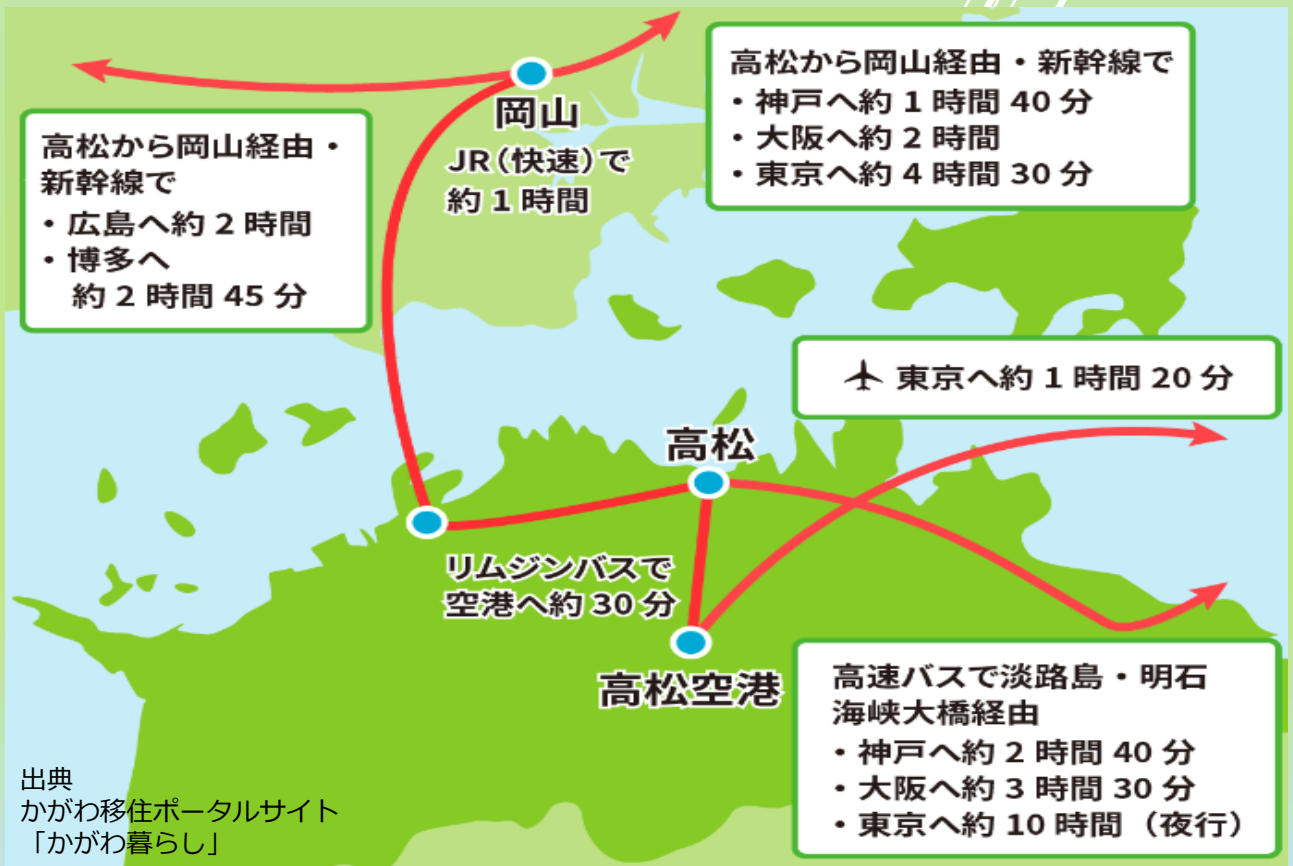 岡山
JR（快速）で
約 1 時間
高松から岡山経由・新幹線で
・神戸へ約 1 時間 40 分
・大阪へ約 2 時間
・東京へ約 4 時間 30 分
高松から岡山経由・
新幹線で
・広島へ約 2 時間
・博多へ
約 2 時間 45 分
東京へ約 1 時間 20 分
高松
リムジンバスで
空港へ約 30 分
高松空港
高速バスで淡路島・明石
海峡大橋経由
・神戸へ約 2 時間 40 分
・大阪へ約 3 時間 30 分
・東京へ約 10 時間（夜行）
出典
かがわ移住ポータルサイト
「かがわ暮らし」